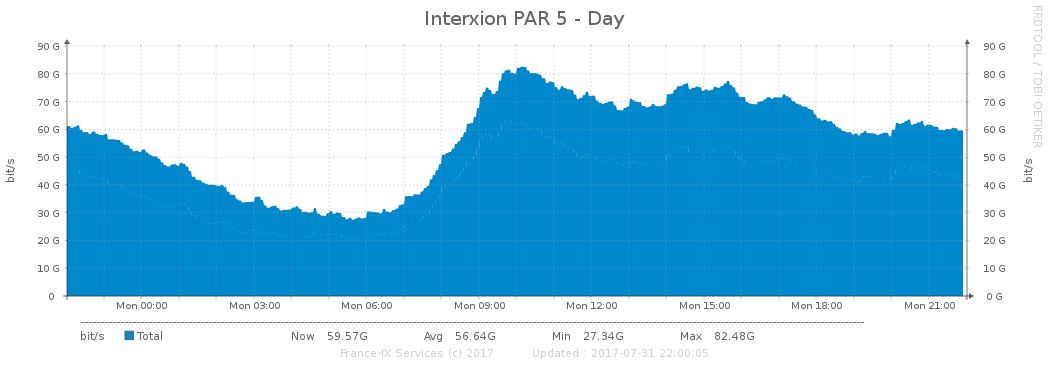 Interxion PAR 5 - Day
RRDTOOL / TOBI OETIKER
90 G 90 G
80 G 80 G
70 G 70 G
60 G 60 G
50 G 50 G
40 G 40 G
30 G 30 G
20 G 20 G
10 G 10 G
0 0 G
bit/s
bit/s
Mon 00:00 Mon 03:00 Mon 06:00 Mon 09:00 Mon 12:00 Mon 15:00 Mon 18:00 Mon 21:00
bit/s Total Now 59.57G Avg 56.64G Min 27.34G Max 82.48G
France-IX Services (c) 2017 Updated : 2017-07-31 22:00:05